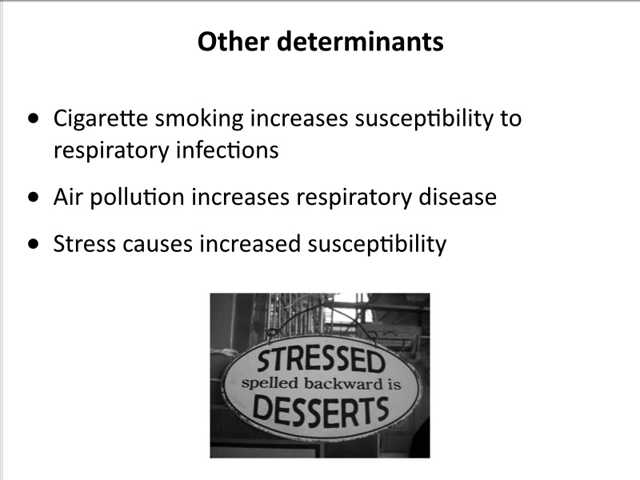 Other determinants
• Cigarette smoking increases susceptibility to
respiratory infections
• Air pollution increases respiratory disease
• Stress causes increased susceptibility
STRESSED
spelled backward is
DESSERTS